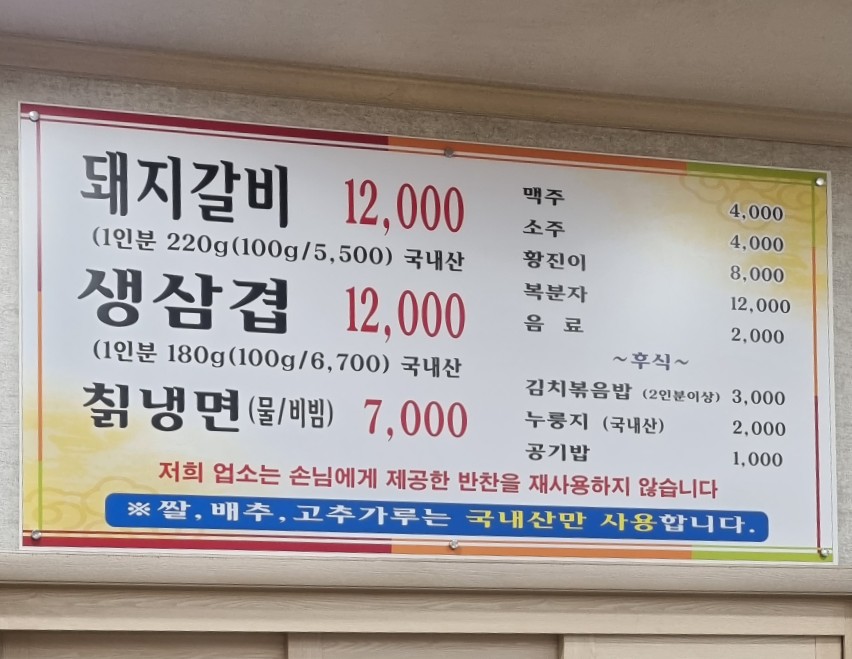 돼지갈비 12,000
(1인분 220g(100g/5,500) 국내산
생삼겹 12,000
(1인분 180g(100g/6,700) 국내산
칡냉면(물/비빔) 7,000
맥주 4,000
소주 4,000
황진이 8,000
복분자 12,000
음 료 2,000
~후식~
김치볶음밥 (2인분이상) 3,000
누룽지 (국내산) 2,000
공기밥 1,000
저희 업소는 손님에게 제공한 반찬을 재사용하지 않습니다
※쌀,배추,고추가루는 국내산만 사용합니다.